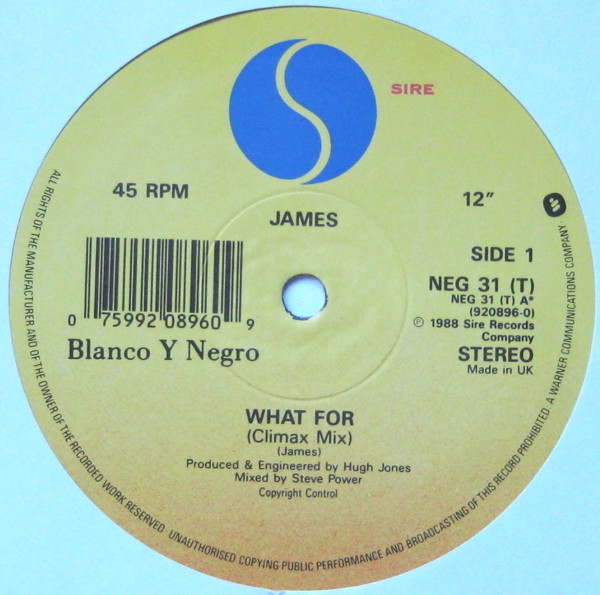 SIRE
45 RPM
12"
JAMES
SIDE 1
NEG 31 (T)
NEG 31 (T) A*
(920896-0)
℗ 1988 Sire Records
Company
STEREO
Made in UK
0 75992 08960 9
Blanco Y Negro
WHAT FOR
(Climax Mix)
(James)
Produced & Engineered by Hugh Jones
Mixed by Steve Power
Copyright Control
ALL RIGHTS OF THE MANUFACTURER AND OF THE OWNER OF THE RECORDED WORK RESERVED · UNAUTHORISED COPYING PUBLIC PERFORMANCE AND BROADCASTING OF THIS RECORD PROHIBITED · A WARNER COMMUNICATIONS COMPANY ·